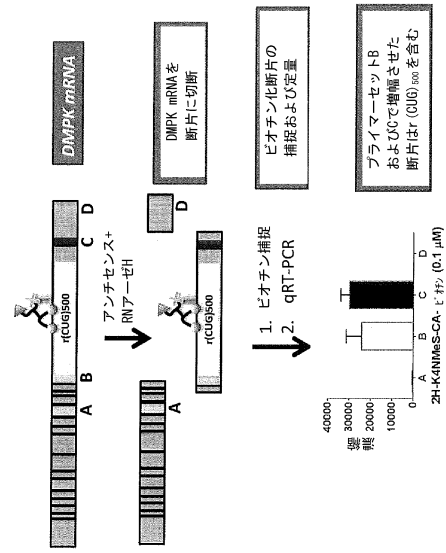 DMPK mRNA
r(CUG)500
A
B
C
D
アンチセンス+
RNアーゼH
DMPK mRNAを
断片に切断
A
D
1. ビオチン捕捉
2. qRT-PCR
ビオチン化断片の
捕捉および定量
プライマーセットB
およびCで増幅させた
断片はr(CUG)500を含む
40000
30000
20000
10000
0
A
B
C
D
2H-K4NMeS-CA-ビオチン (0.1 μM)